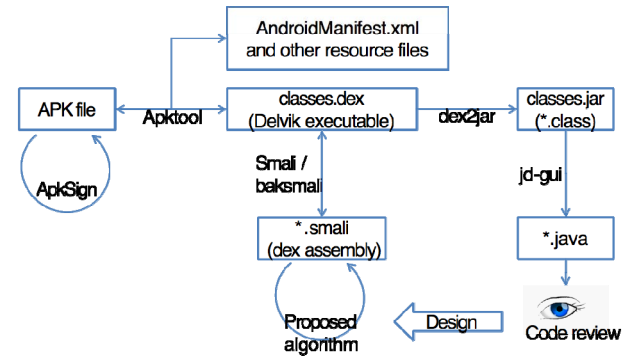 AndroidManifest.xml
and other resource files
APK file
Apktool
classes.dex
(Delvik executable)
dex2jar
classes.jar
(*.class)
ApkSign
Smali /
baksmali
jd-gui
*.smali
(dex assembly)
*.java
Proposed
algorithm
Design
Code review